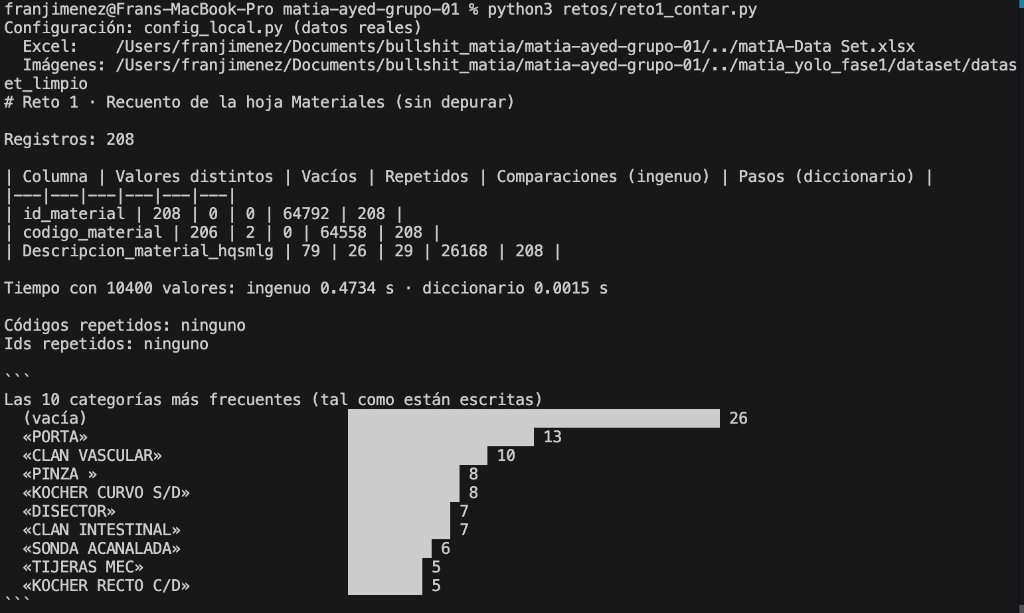 franjimenez@Frans-MacBook-Pro matia-ayed-grupo-01 % python3 retos/reto1_contar.py
Configuración: config_local.py (datos reales)
  Excel:    /Users/franjimenez/Documents/bullshit_matia/matia-ayed-grupo-01/../matIA-Data Set.xlsx
  Imágenes: /Users/franjimenez/Documents/bullshit_matia/matia-ayed-grupo-01/../matia_yolo_fase1/dataset/datas
et_limpio
# Reto 1 · Recuento de la hoja Materiales (sin depurar)

Registros: 208

| Columna | Valores distintos | Vacíos | Repetidos | Comparaciones (ingenuo) | Pasos (diccionario) |
|---|---|---|---|---|---|
| id_material | 208 | 0 | 0 | 64792 | 208 |
| codigo_material | 206 | 2 | 0 | 64558 | 208 |
| Descripcion_material_hqsmlg | 79 | 26 | 29 | 26168 | 208 |

Tiempo con 10400 valores: ingenuo 0.4734 s · diccionario 0.0015 s

Códigos repetidos: ninguno
Ids repetidos: ninguno

```
Las 10 categorías más frecuentes (tal como están escritas)
  (vacía) 26
  «PORTA» 13
  «CLAN VASCULAR» 10
  «PINZA » 8
  «KOCHER CURVO S/D» 8
  «DISECTOR» 7
  «CLAN INTESTINAL» 7
  «SONDA ACANALADA» 6
  «TIJERAS MEC» 5
  «KOCHER RECTO C/D» 5
```